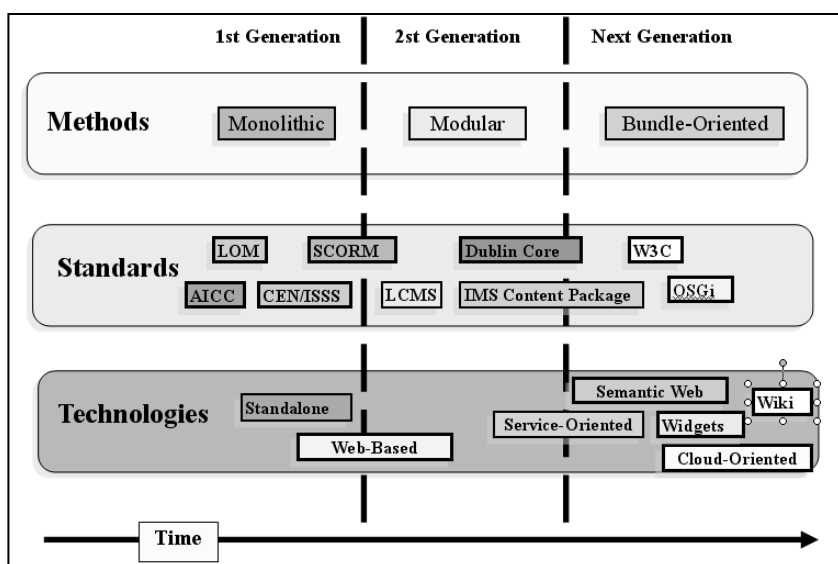 1st Generation
2st Generation
Next Generation
Methods
Monolithic
Modular
Bundle-Oriented
Standards
LOM
SCORM
Dublin Core
W3C
AICC
CEN/ISSS
LCMS
IMS Content Package
OSGi
Technologies
Standalone
Web-Based
Service-Oriented
Semantic Web
Widgets
Wiki
Cloud-Oriented
Time